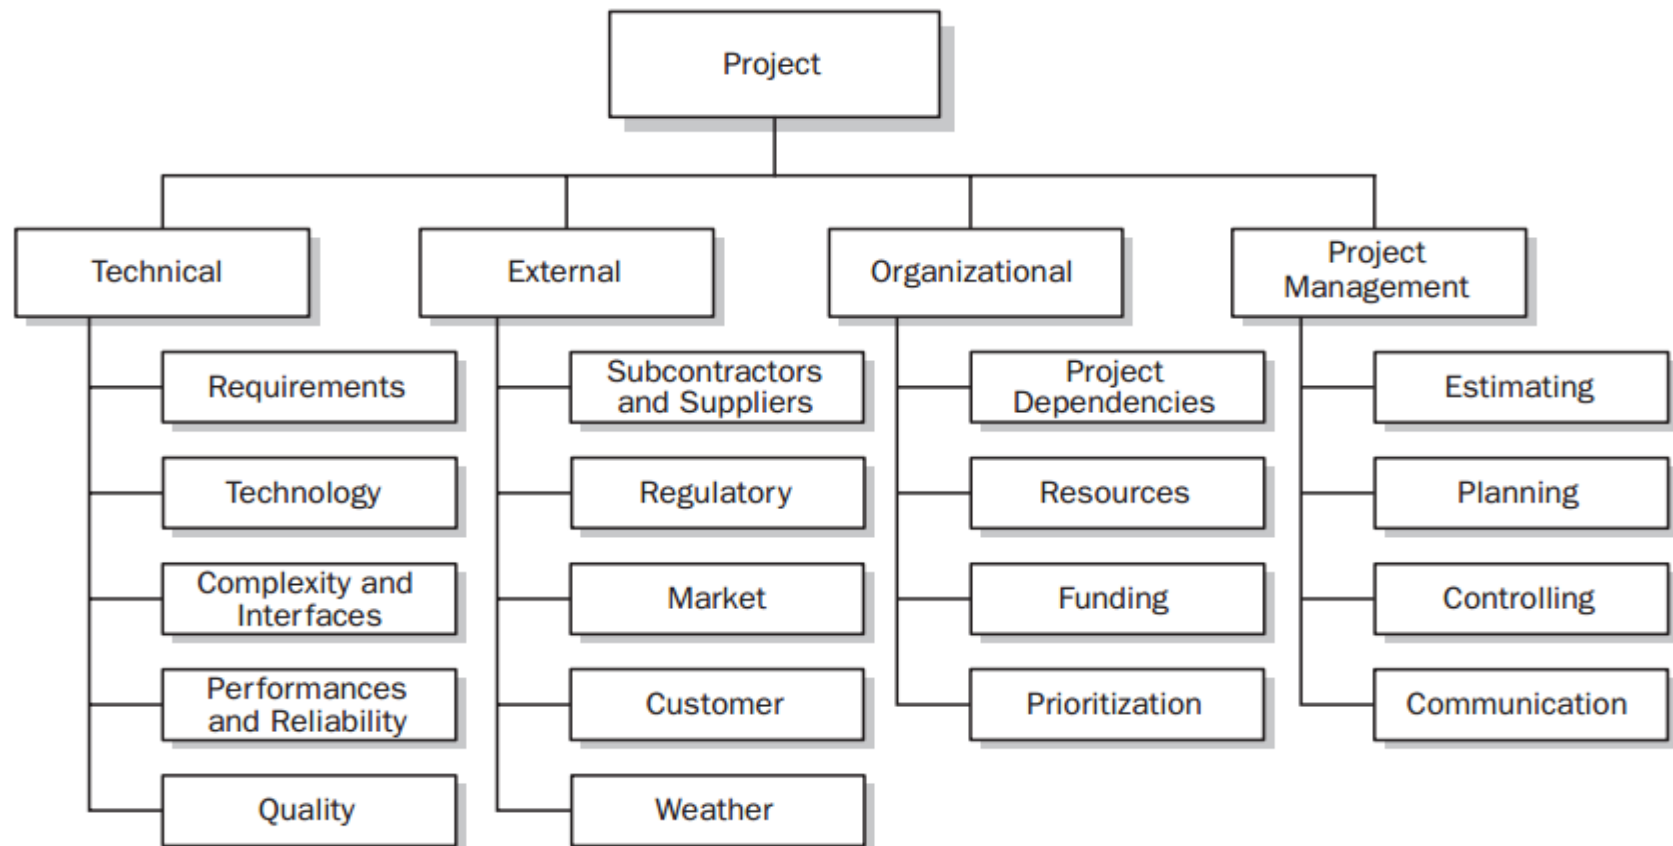 Project
Technical
External
Organizational
Project
Management
Requirements
Technology
Complexity and
Interfaces
Performances
and Reliability
Quality
Subcontractors
and Suppliers
Regulatory
Market
Customer
Weather
Project
Dependencies
Resources
Funding
Prioritization
Estimating
Planning
Controlling
Communication